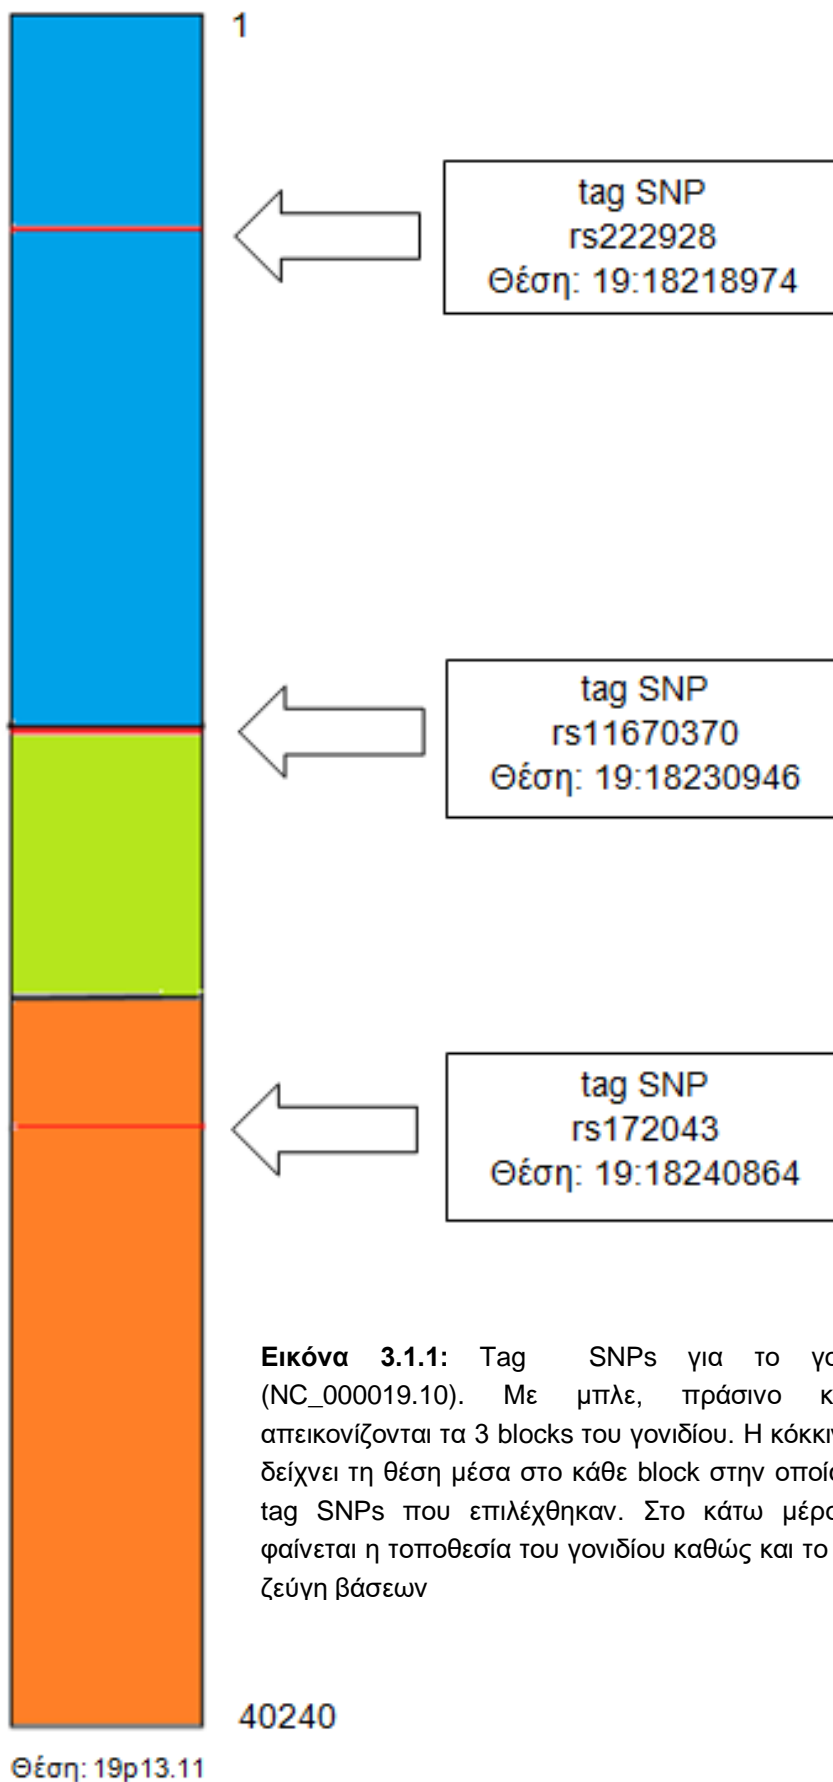 1
tag SNP
rs222928
Θέση: 19:18218974
tag SNP
rs11670370
Θέση: 19:18230946
tag SNP
rs172043
Θέση: 19:18240864
Εικόνα 3.1.1: Tag SNPs για το γο
(NC_000019.10). Με μπλε, πράσινο κ
απεικονίζονται τα 3 blocks του γονιδίου. Η κόκκιν
δείχνει τη θέση μέσα στο κάθε block στην οποία
tag SNPs που επιλέχθηκαν. Στο κάτω μέρο
φαίνεται η τοποθεσία του γονιδίου καθώς και το
ζεύγη βάσεων
40240
Θέση: 19p13.11